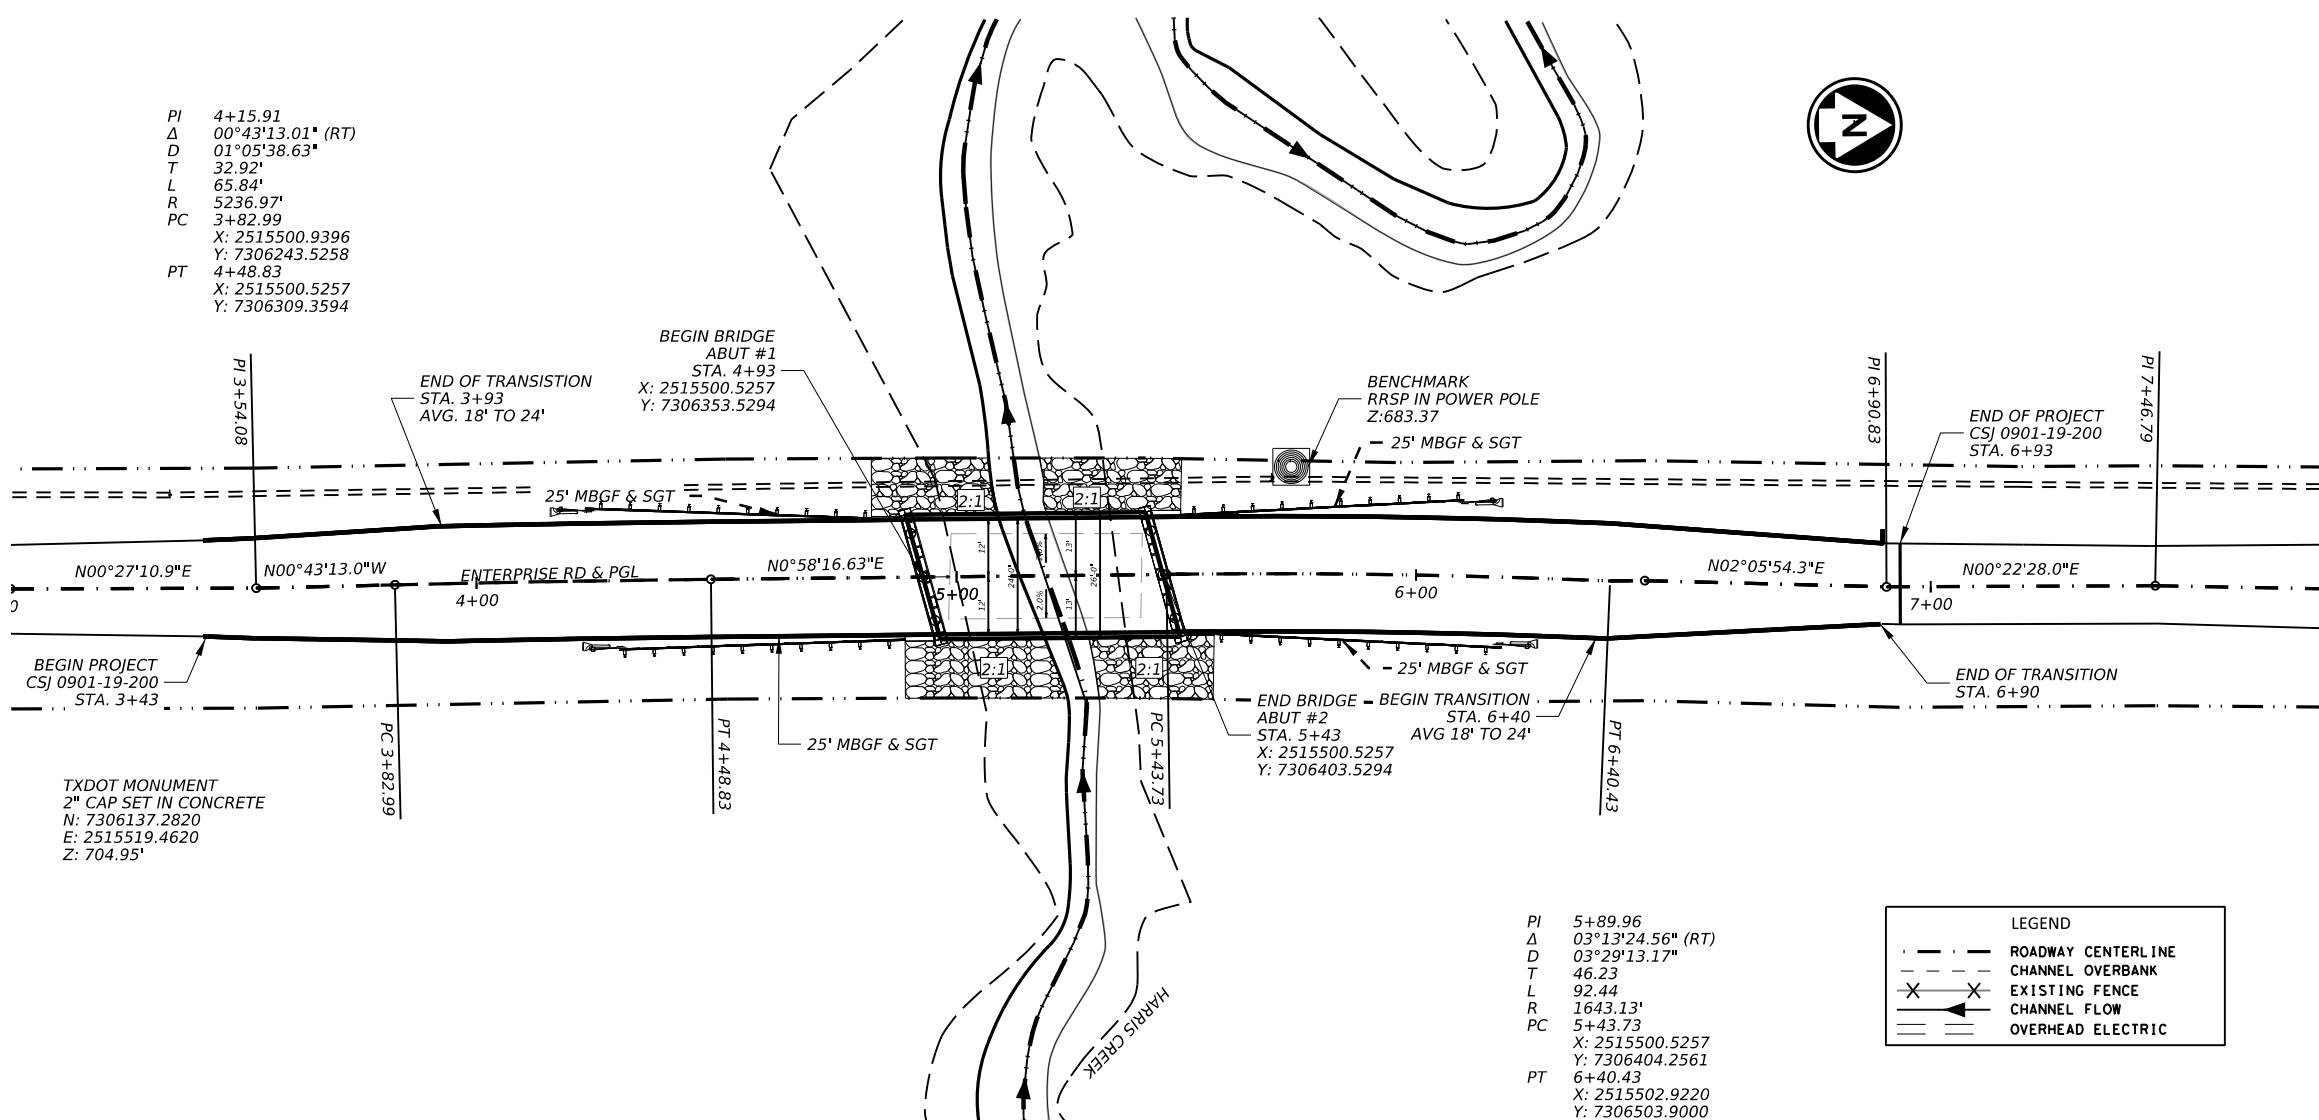 N
PI 4+15.91
Δ 00°43'13.01" (RT)
D 01°05'38.63"
T 32.92'
L 65.84'
R 5236.97'
PC 3+82.99
X: 2515500.9396
Y: 7306243.5258
PT 4+48.83
X: 2515500.5257
Y: 7306309.3594
PI 3+54.08
END OF TRANSISTION
STA. 3+93
AVG. 18' TO 24'
BEGIN BRIDGE
ABUT #1
STA. 4+93
X: 2515500.5257
Y: 7306353.5294
BENCHMARK
RRSP IN POWER POLE
Z:683.37
25' MBGF & SGT
PI 6+90.83
END OF PROJECT
CSJ 0901-19-200
STA. 6+93
PI 7+46.79
25' MBGF & SGT
2:1
2:1
N00°27'10.9"E
N00°43'13.0"W
ENTERPRISE RD & PGL
N0°58'16.63"E
N02°05'54.3"E
N00°22'28.0"E
0
4+00
5+00
6+00
7+00
12'
12'
24'-0"
2.0%
2.0%
13'
13'
26'-0"
2:1
2:1
BEGIN PROJECT
CSJ 0901-19-200
STA. 3+43
PC 3+82.99
PT 4+48.83
25' MBGF & SGT
PC 5+43.73
END BRIDGE
ABUT #2
STA. 5+43
X: 2515500.5257
Y: 7306403.5294
25' MBGF & SGT
BEGIN TRANSITION
STA. 6+40
AVG 18' TO 24'
PT 6+40.43
END OF TRANSITION
STA. 6+90
TXDOT MONUMENT
2" CAP SET IN CONCRETE
N: 7306137.2820
E: 2515519.4620
Z: 704.95'
HARRIS CREEK
PI 5+89.96
Δ 03°13'24.56" (RT)
D 03°29'13.17"
T 46.23
L 92.44
R 1643.13'
PC 5+43.73
X: 2515500.5257
Y: 7306404.2561
PT 6+40.43
X: 2515502.9220
Y: 7306503.9000
LEGEND
ROADWAY CENTERLINE
CHANNEL OVERBANK
EXISTING FENCE
CHANNEL FLOW
OVERHEAD ELECTRIC